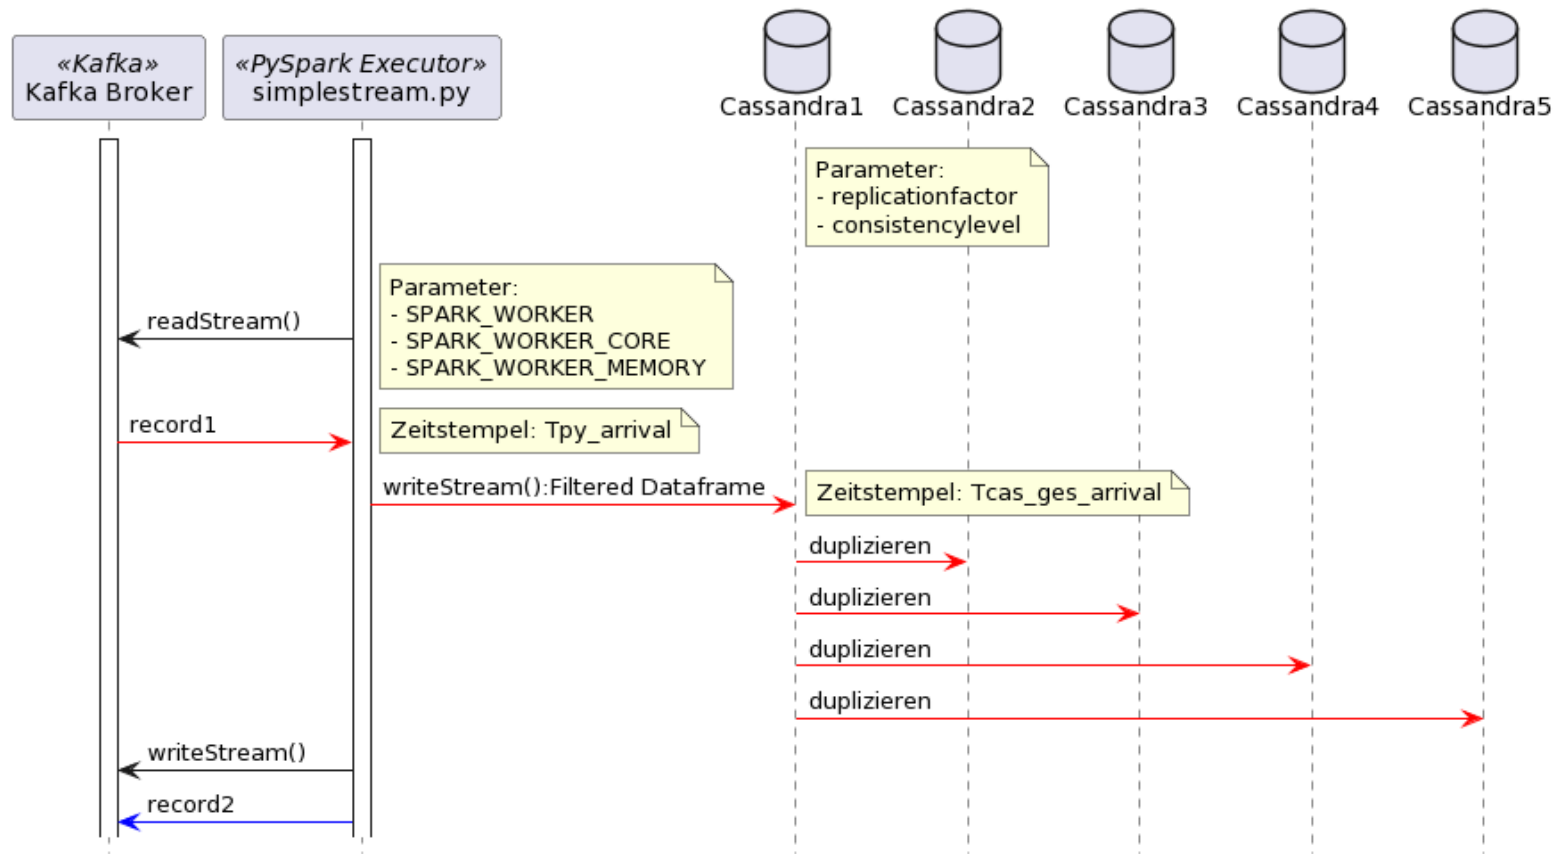 «Kafka»
Kafka Broker
«PySpark Executor»
simplestream.py
Cassandra1
Cassandra2
Cassandra3
Cassandra4
Cassandra5
Parameter:
- replicationfactor
- consistencylevel
Parameter:
- SPARK_WORKER
- SPARK_WORKER_CORE
- SPARK_WORKER_MEMORY
readStream()
record1
Zeitstempel: Tpy_arrival
writeStream():Filtered Dataframe
Zeitstempel: Tcas_ges_arrival
duplizieren
duplizieren
duplizieren
duplizieren
writeStream()
record2